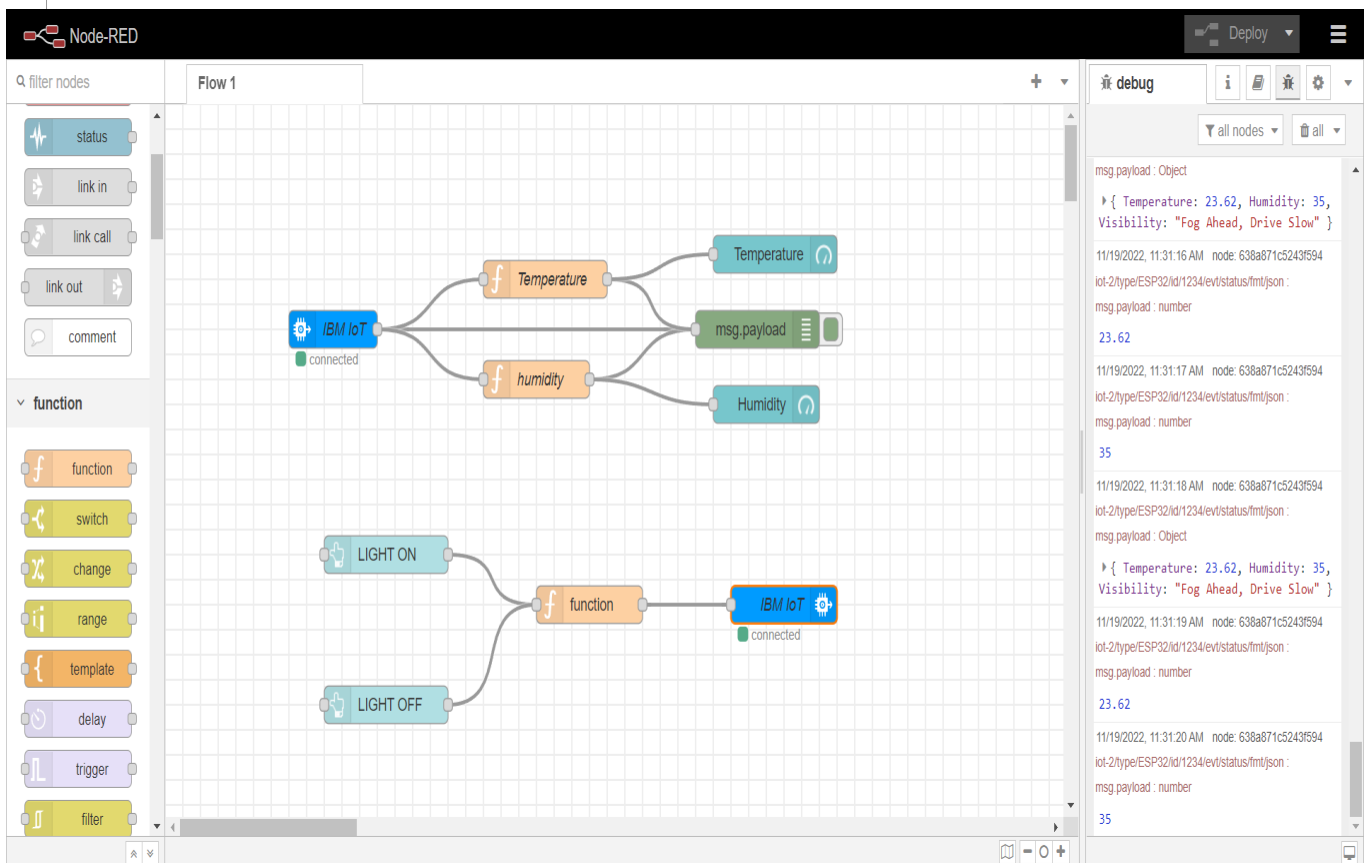 Node-RED
Deploy
filter nodes
status
link in
link call
link out
comment
function
function
switch
change
range
template
delay
trigger
filter
Flow 1
IBM IoT
connected
Temperature
humidity
Temperature
msg.payload
Humidity
LIGHT ON
LIGHT OFF
function
IBM IoT
connected
debug
i
all nodes
all
msg.payload : Object
{ Temperature: 23.62, Humidity: 35,
Visibility: "Fog Ahead, Drive Slow" }
11/19/2022, 11:31:16 AM node: 638a871c5243f594
iot-2/type/ESP32/id/1234/evt/status/fmt/json :
msg.payload : number
23.62
11/19/2022, 11:31:17 AM node: 638a871c5243f594
iot-2/type/ESP32/id/1234/evt/status/fmt/json :
msg.payload : number
35
11/19/2022, 11:31:18 AM node: 638a871c5243f594
iot-2/type/ESP32/id/1234/evt/status/fmt/json :
msg.payload : Object
{ Temperature: 23.62, Humidity: 35,
Visibility: "Fog Ahead, Drive Slow" }
11/19/2022, 11:31:19 AM node: 638a871c5243f594
iot-2/type/ESP32/id/1234/evt/status/fmt/json :
msg.payload : number
23.62
11/19/2022, 11:31:20 AM node: 638a871c5243f594
iot-2/type/ESP32/id/1234/evt/status/fmt/json :
msg.payload : number
35